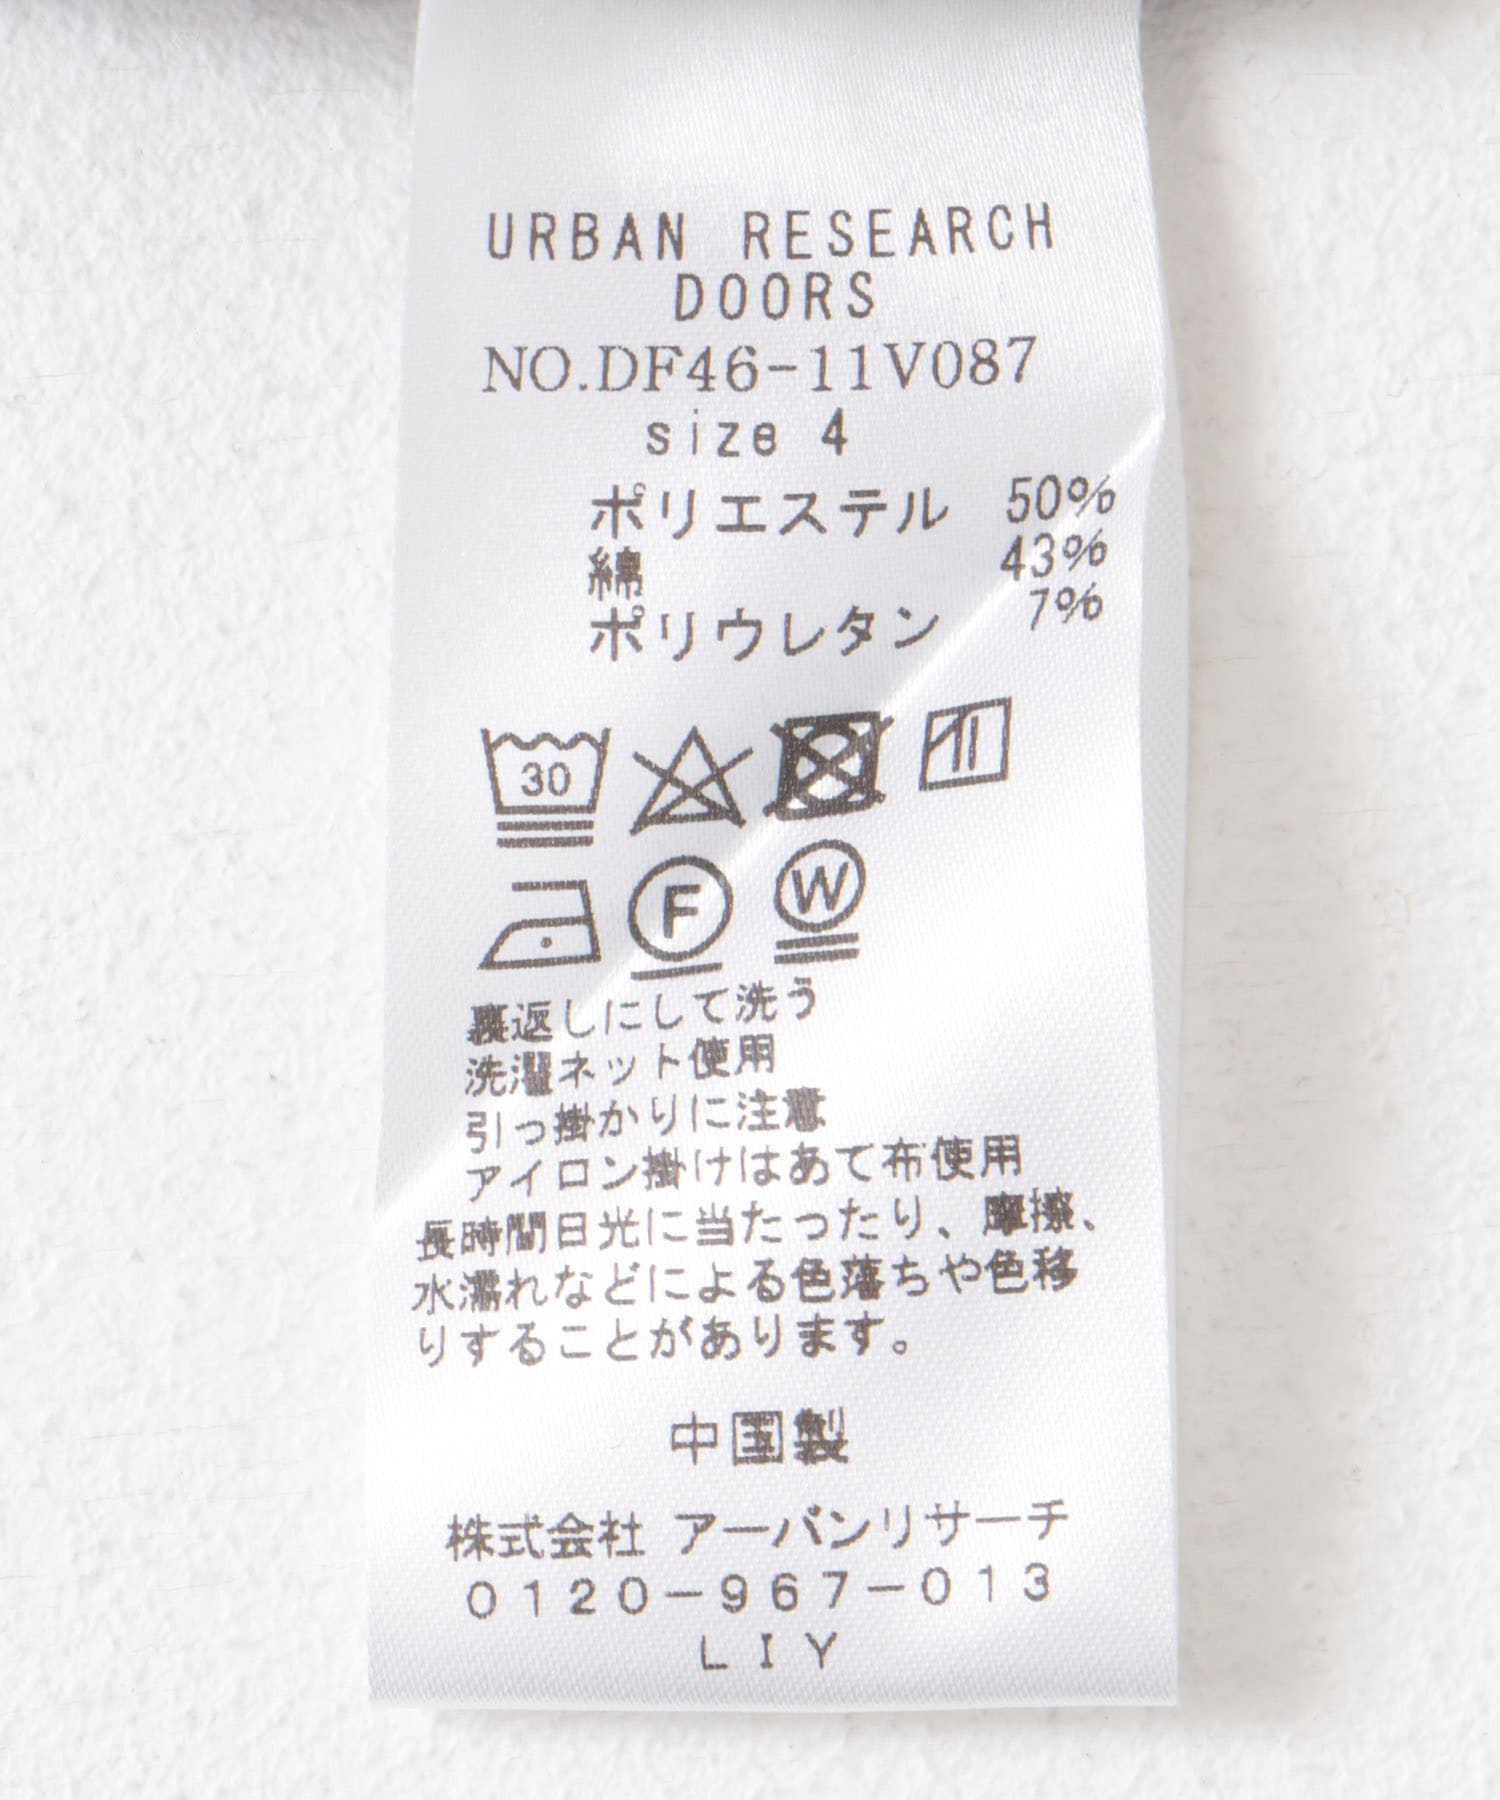 URBAN RESEARCH
DOORS
NO.DF46-11V087
size 4
ポリエステル 50%
綿 43%
ポリウレタン 7%
30
F W
裏返しにして洗う
洗濯ネット使用
引っ掛かりに注意
アイロン掛けはあて布使用
長時間日光に当たったり、摩擦、
水濡れなどによる色落ちや色移
りすることがあります。
中国製
株式会社 アーバンリサーチ
0120-967-013
LIY